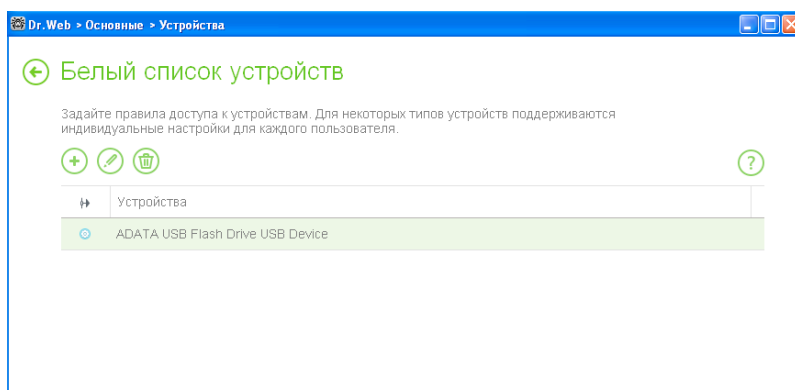 Dr.Web > Основные > Устройства
Белый список устройств
Задайте правила доступа к устройствам. Для некоторых типов устройств поддерживаются
индивидуальные настройки для каждого пользователя.
?
Устройства
ADATA USB Flash Drive USB Device